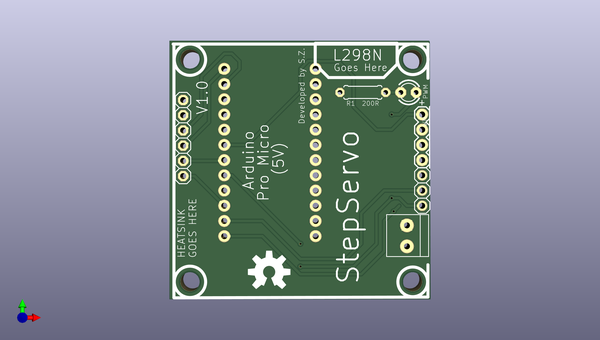 L298N
Goes Here
Developed by S.Z.
PWM
+
R1 200R
V1.0
Arduino
Pro Micro
(5V)
StepServo
HEATSINK
GOES HERE